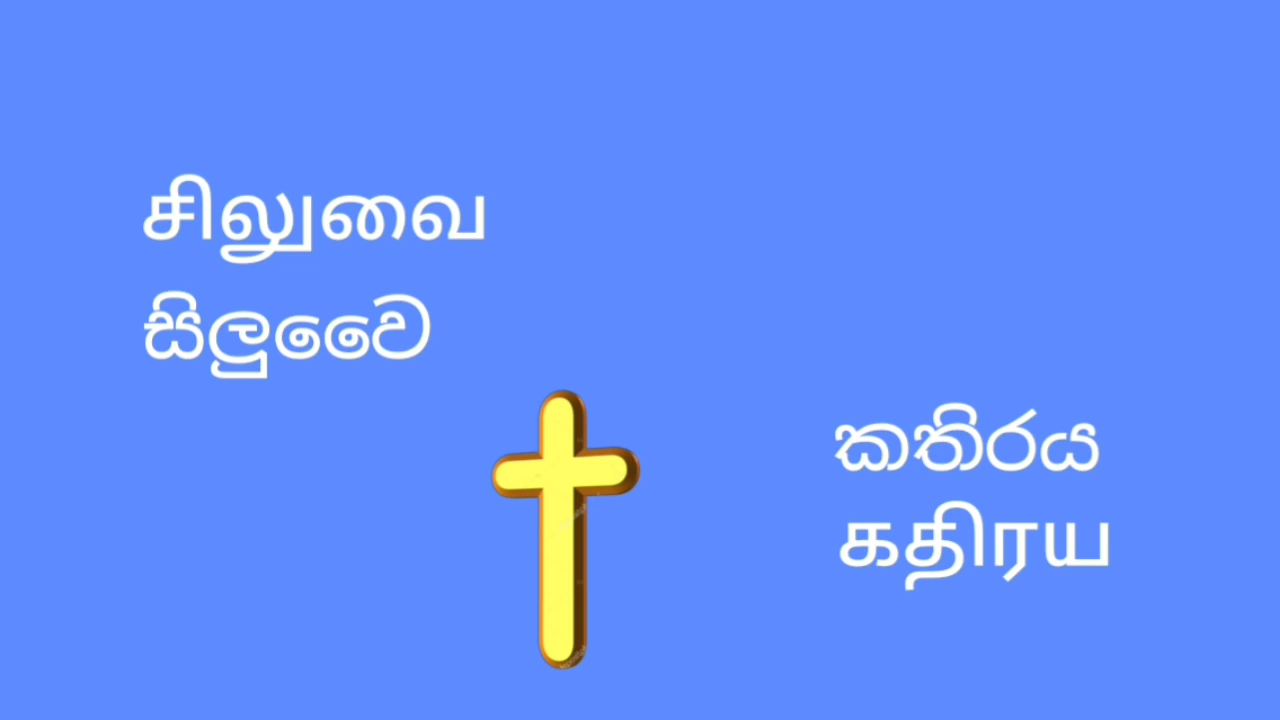 சிலுவை
සිලුවෛ
කතිරය
கதிரய